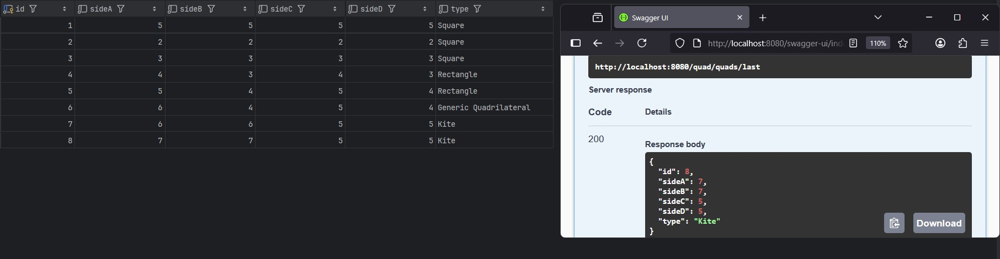 id sideA sideB sideC sideD type
1 5 5 5 5 Square
2 2 2 2 2 Square
3 3 3 3 3 Square
4 4 3 4 3 Rectangle
5 5 4 5 4 Rectangle
6 6 4 5 4 Generic Quadrilateral
7 6 6 5 5 Kite
8 7 7 5 5 Kite
Swagger UI
http://localhost:8080/swagger-ui/ind
110%
http://localhost:8080/quad/quads/last
Server response
Code Details
200
Response body
{
"id": 8,
"sideA": 7,
"sideB": 7,
"sideC": 5,
"sideD": 5,
"type": "Kite"
}
Download